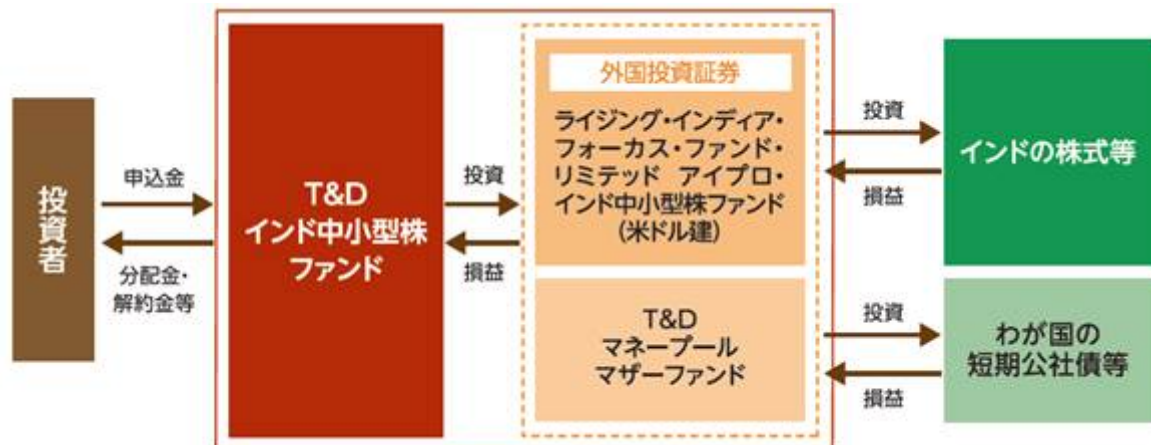 投資者
申込金
分配金・
解約金等
T&D
インド中小型株
ファンド
投資
損益
外国投資証券
ライジング・インディア・
フォーカス・ファンド・
リミテッド アイプロ・
インド中小型株ファンド
(米ドル建)
T&D
マネープール
マザーファンド
投資
損益
インドの株式等
投資
損益
わが国の
短期公社債等